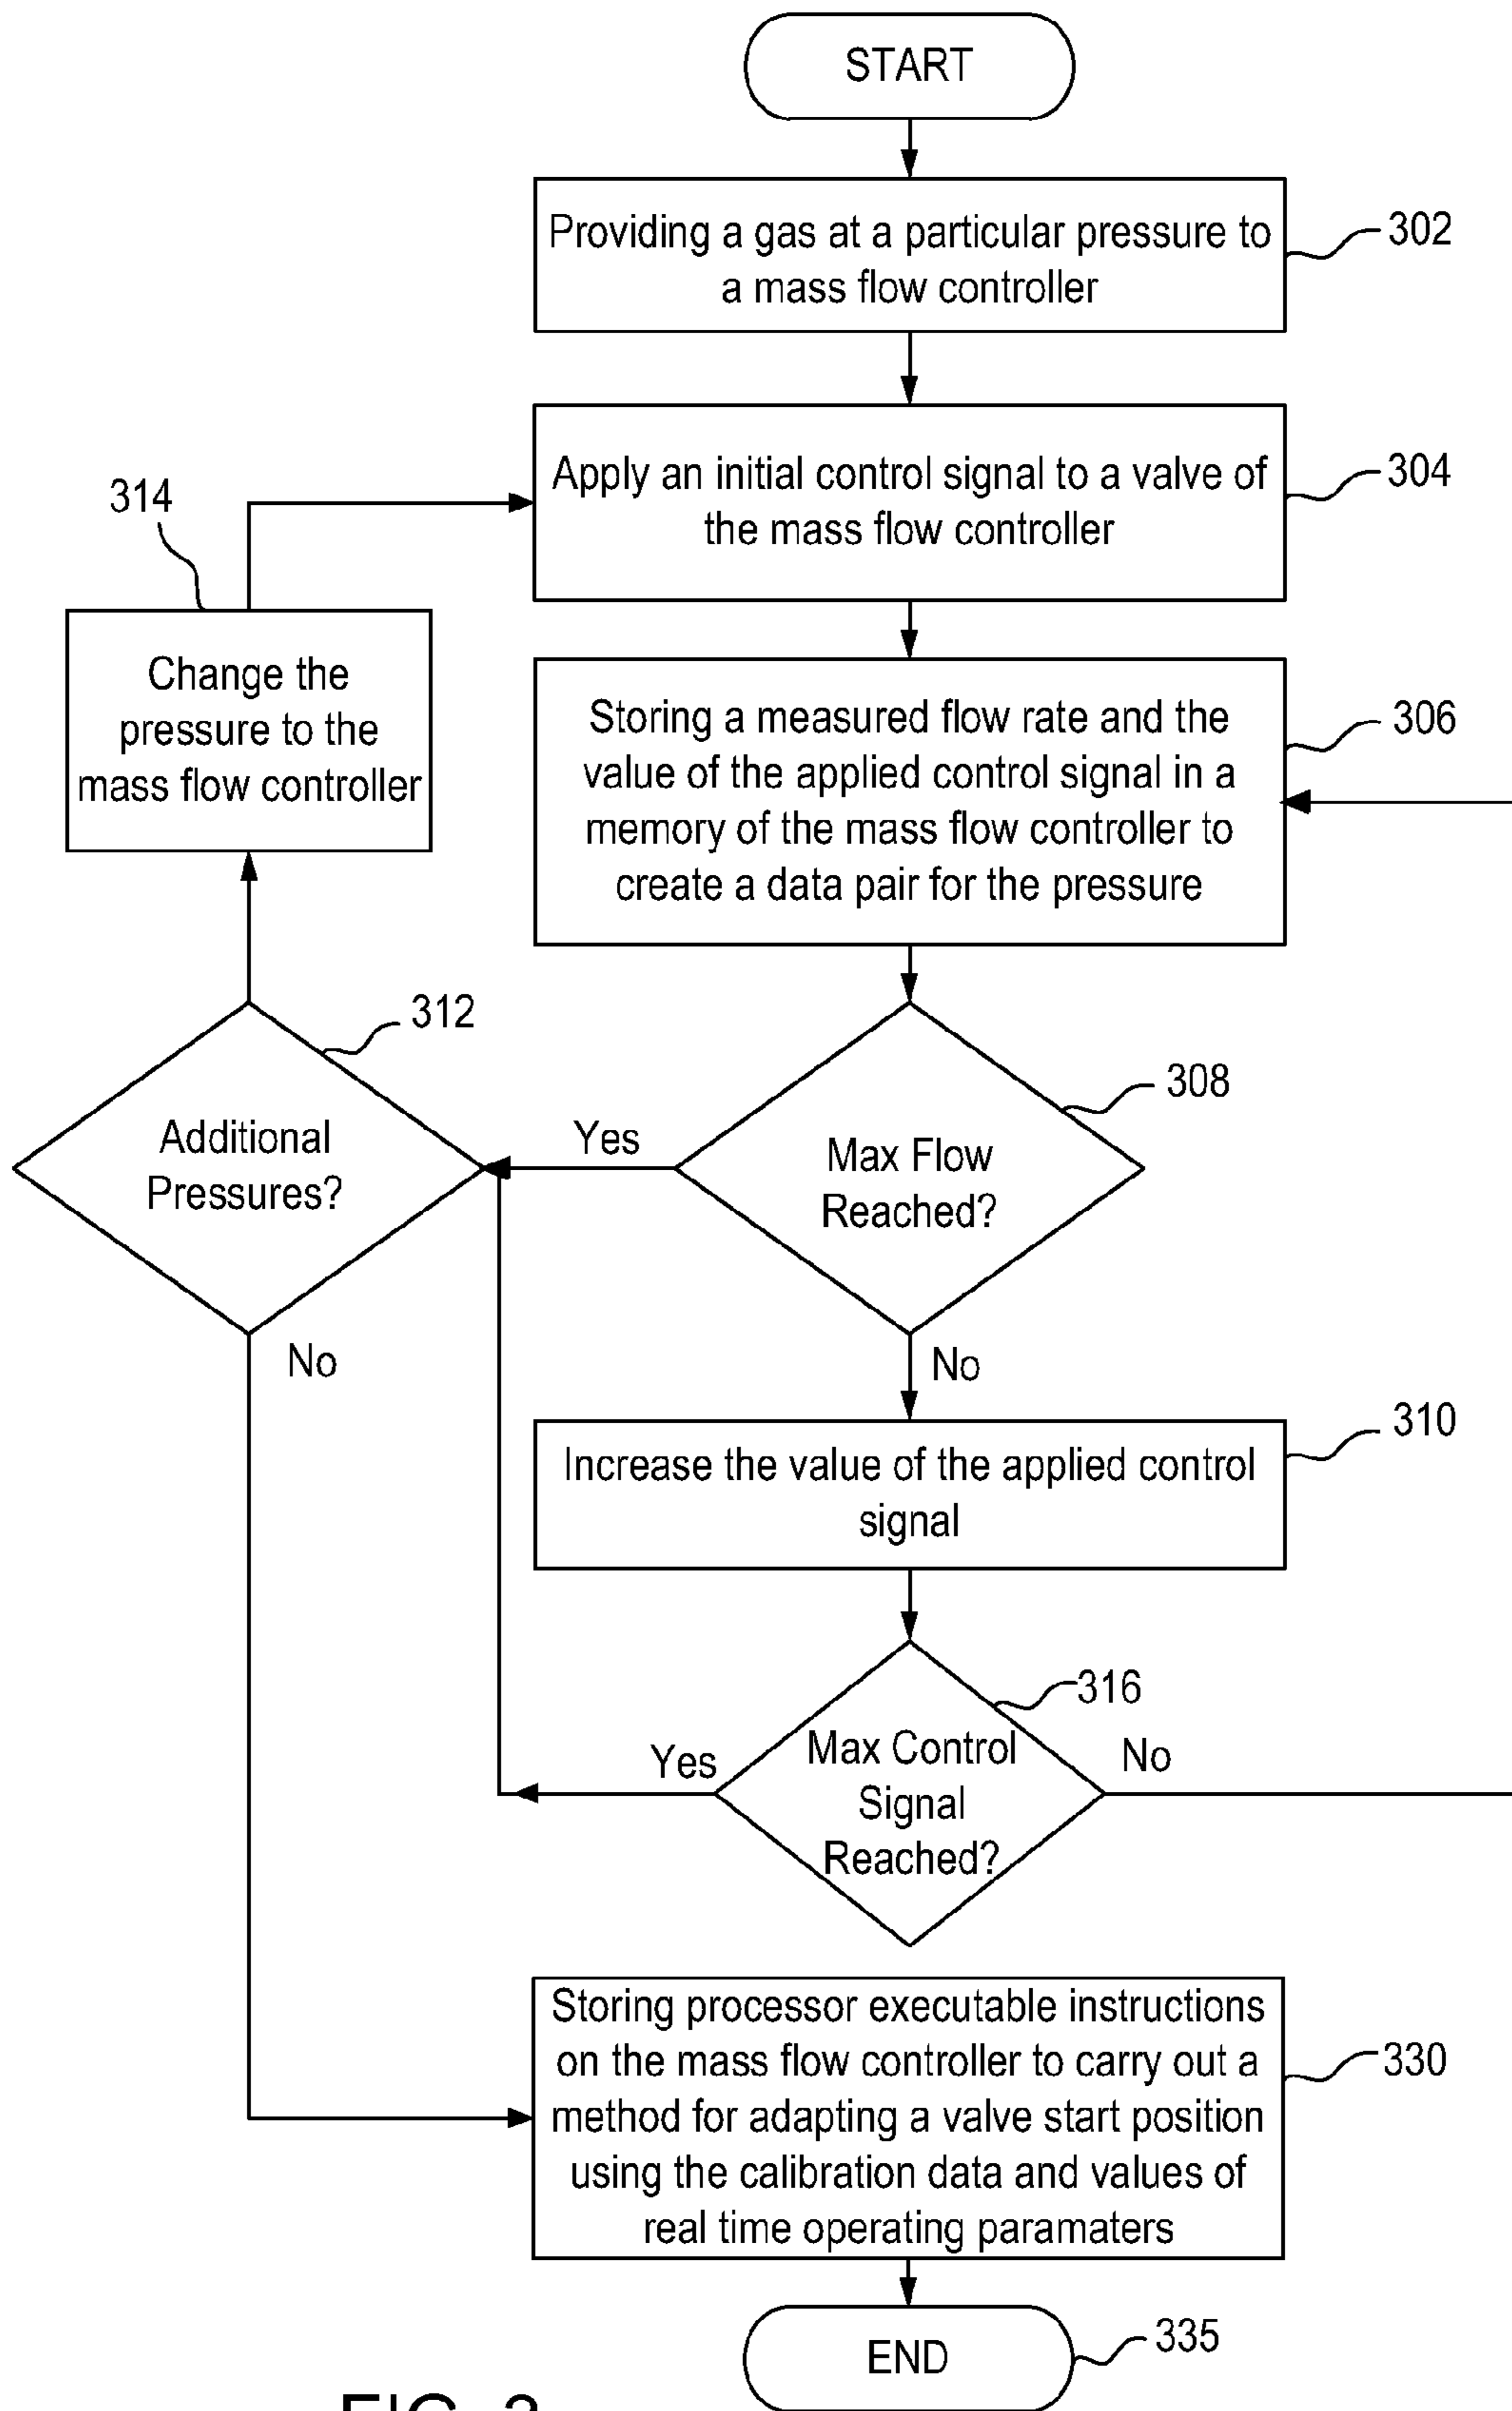 START
Providing a gas at a particular pressure to
a mass flow controller
302
Apply an initial control signal to a valve of
the mass flow controller
304
314
Change the
pressure to the
mass flow controller
Storing a measured flow rate and the
value of the applied control signal in a
memory of the mass flow controller to
create a data pair for the pressure
306
312
Additional
Pressures?
Yes
Max Flow
Reached?
308
No
No
Increase the value of the applied control
signal
310
316
Yes
Max Control
Signal
Reached?
No
Storing processor executable instructions
on the mass flow controller to carry out a
method for adapting a valve start position
using the calibration data and values of
real time operating paramaters
330
END
335